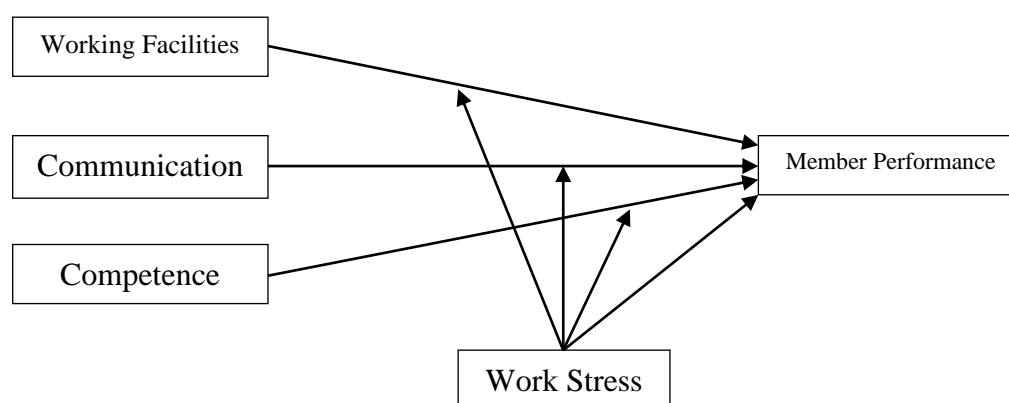 Working Facilities
Communication
Member Performance
Competence
Work Stress